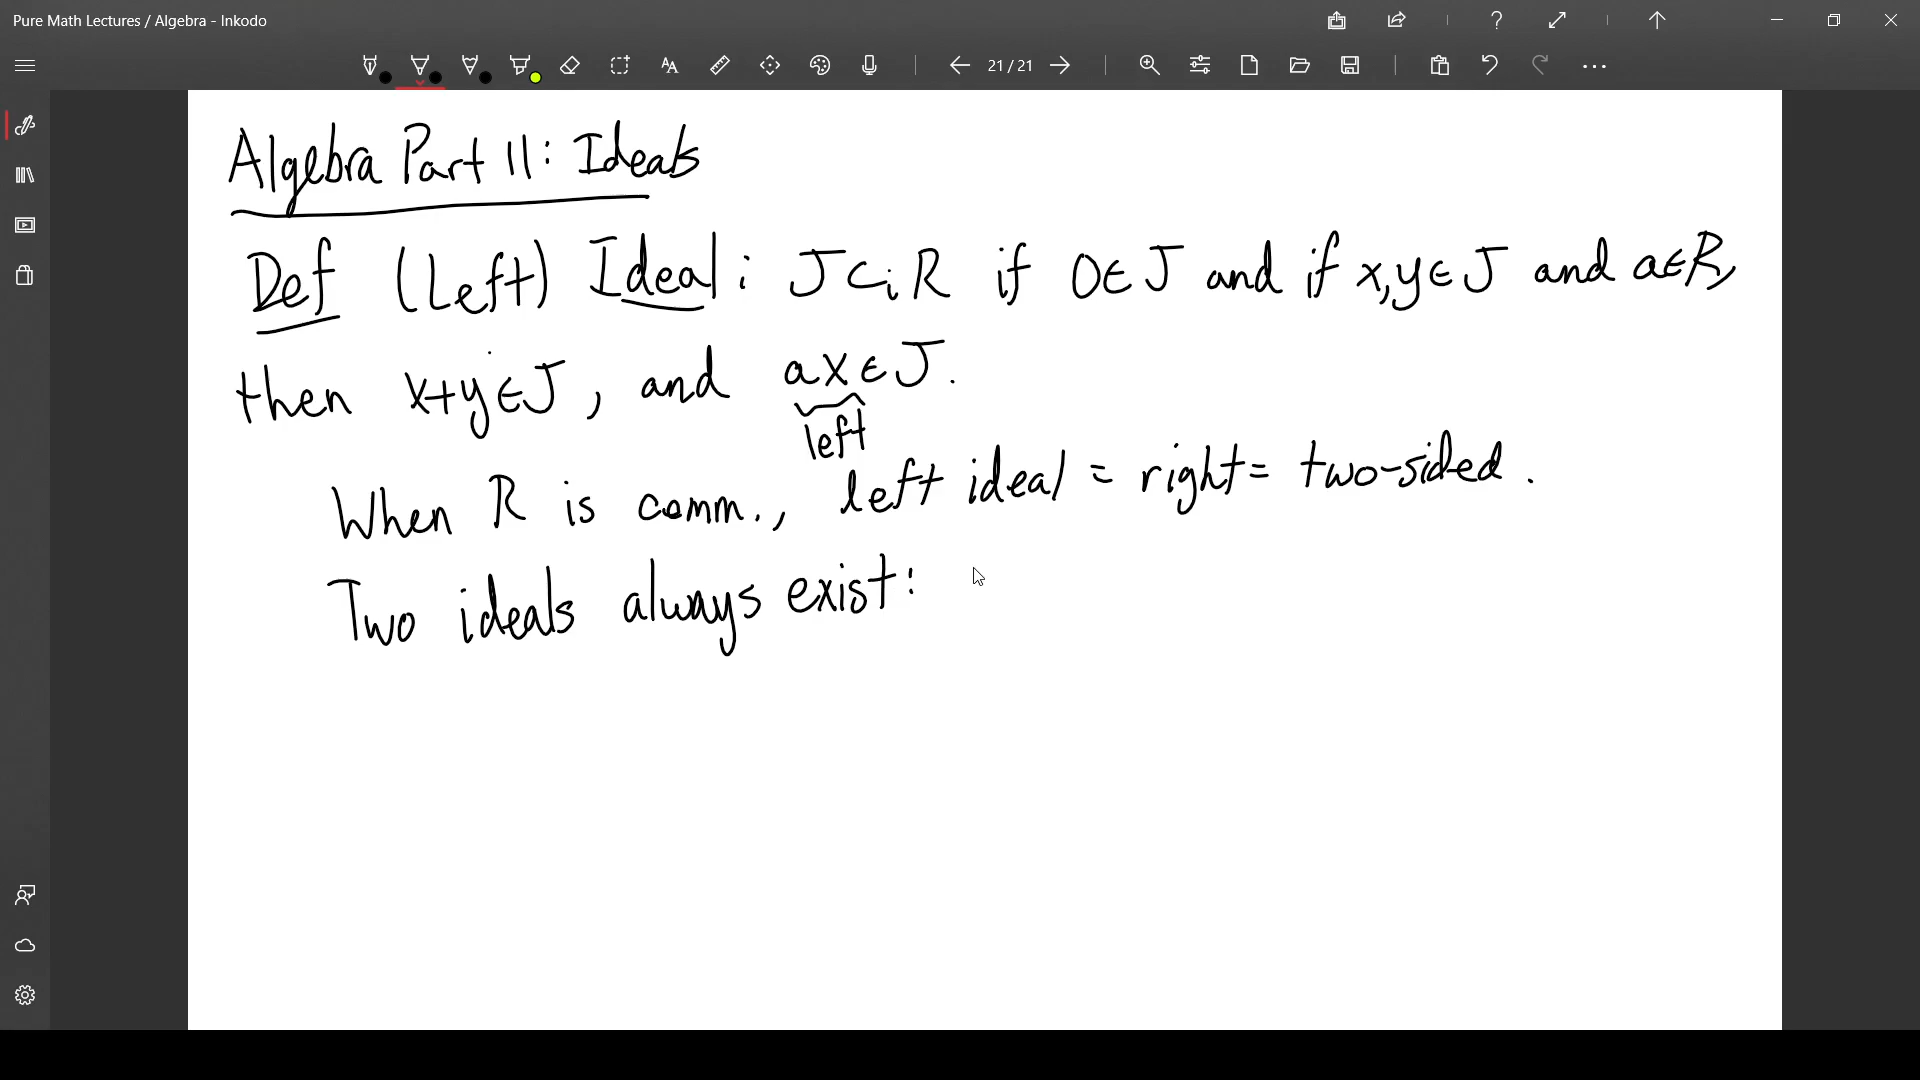 Pure Math Lectures / Algebra - Inkodo
21 / 21
Algebra Part 11: Ideals
Def (Left) Ideal: J ⊂ᵢ R if 0∈J and if x,y∈J and a∈R,
then x+y∈J, and ax∈J.
left
When R is comm., left ideal = right = two-sided.
Two ideals always exist: